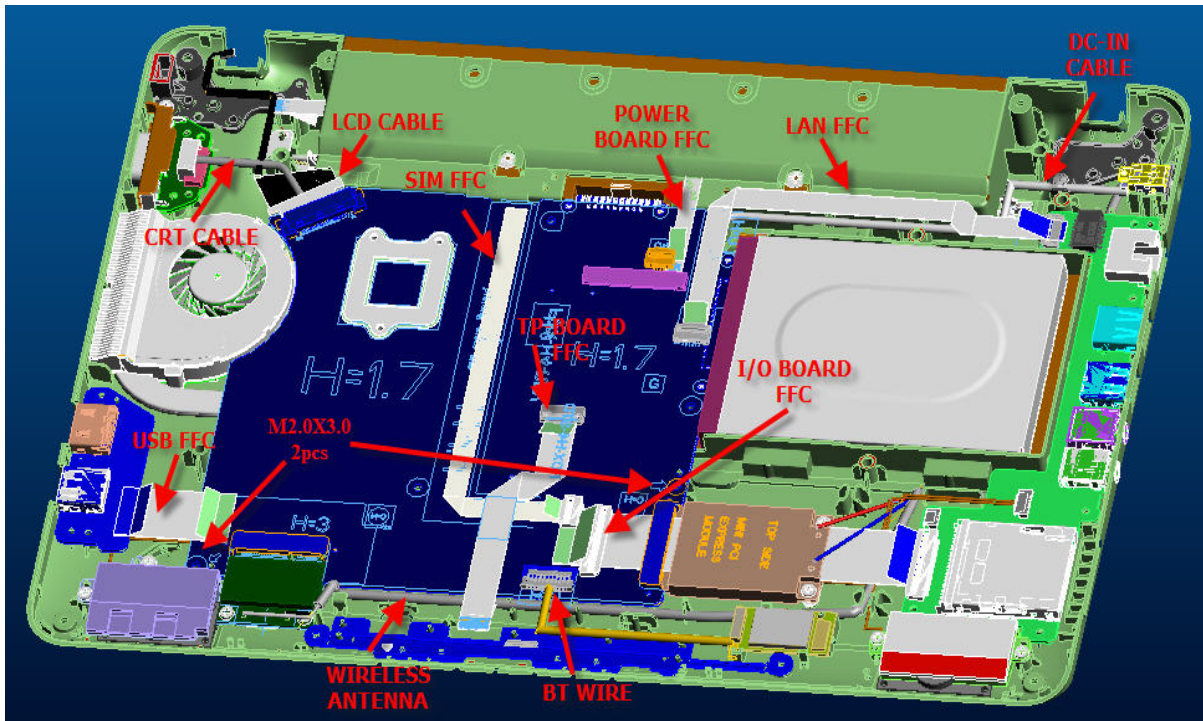 DC-IN
CABLE
POWER
BOARD FFC
LAN FFC
LCD CABLE
SIM FFC
CRT CABLE
TP BOARD
FFC
H=1.7
H=1.7
G
I/O BOARD
FFC
USB FFC
M2.0X3.0
2pcs
H=0
H=3
TOP SIDE
MINI PCI
EXPRESS
MODULE
WIRELESS
ANTENNA
BT WIRE